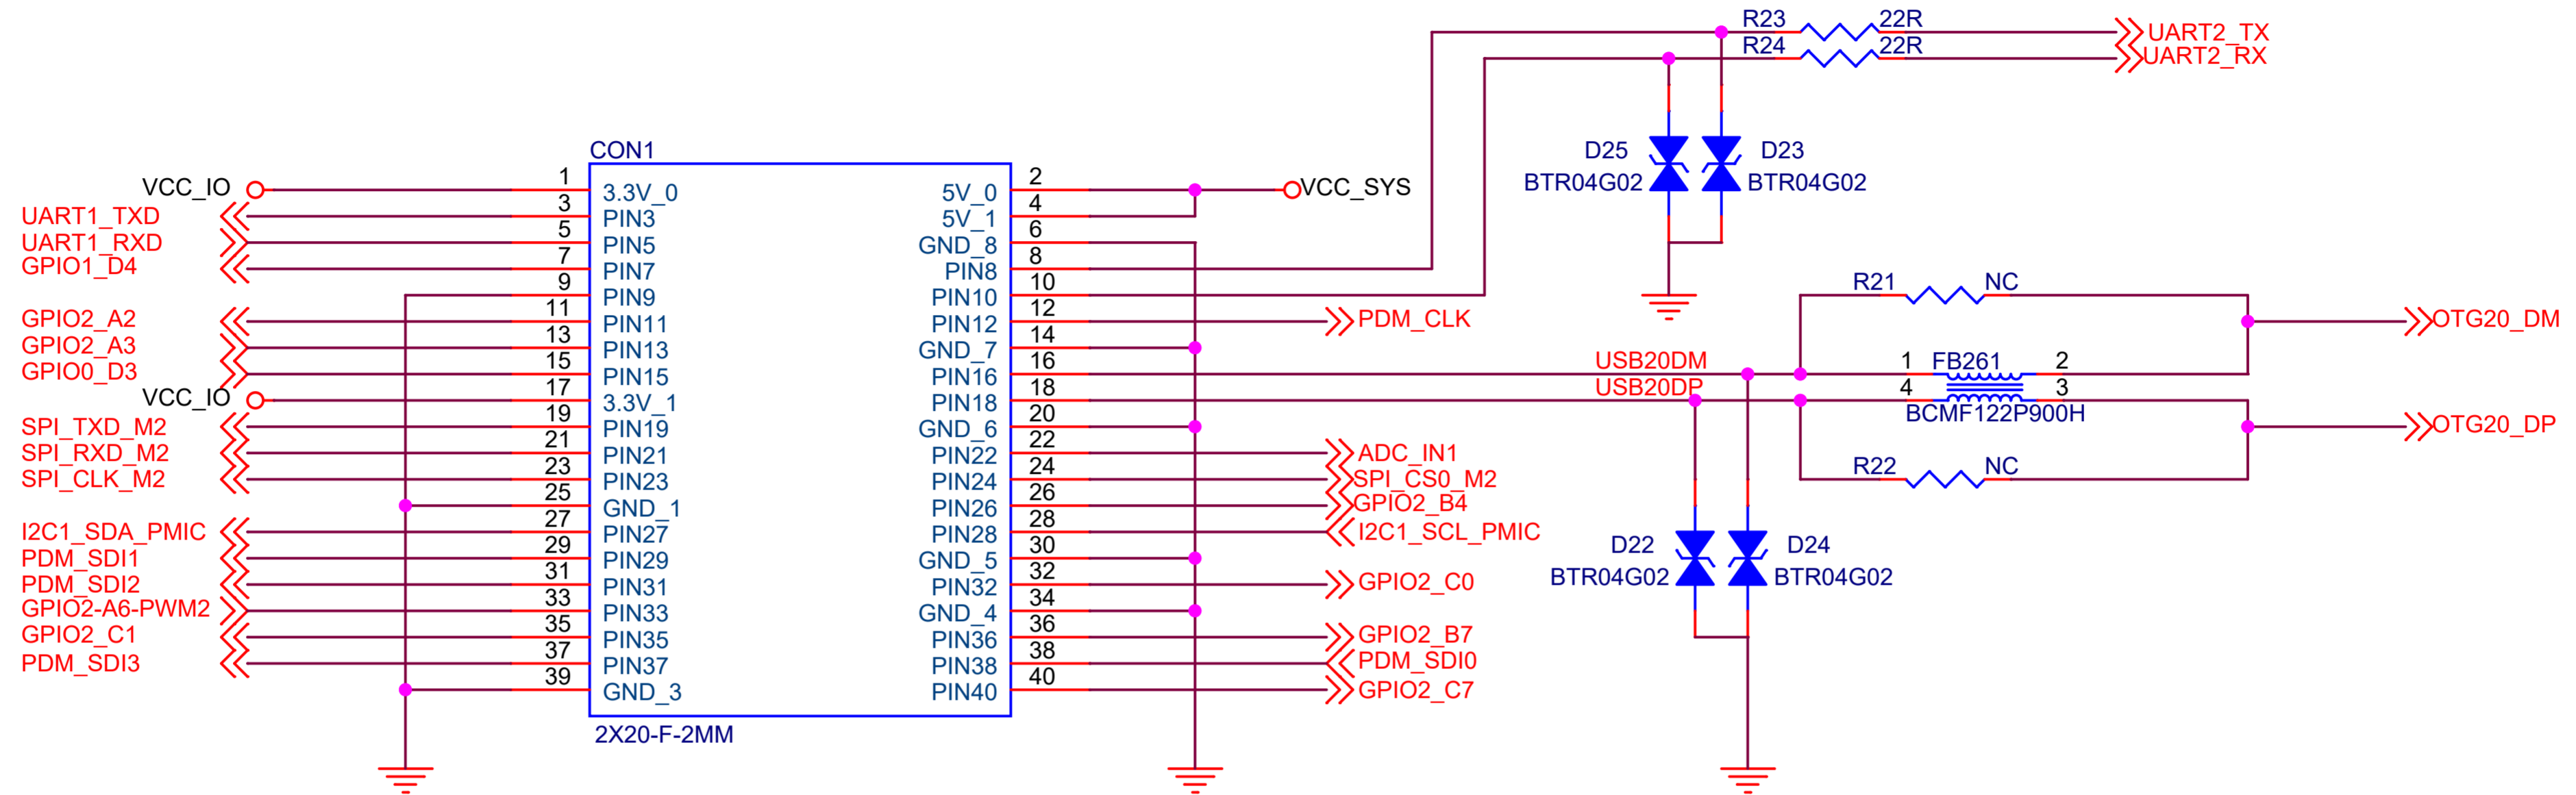 R23 22R UART2_TX
R24 22R UART2_RX
CON1
D25 D23
BTR04G02 BTR04G02
VCC_IO 1 3.3V_0 5V_0 2 VCC_SYS
UART1_TXD 3 PIN3 5V_1 4
UART1_RXD 5 PIN5 GND_8 6
GPIO1_D4 7 PIN7 PIN8 8
9 PIN9 PIN10 10
R21 NC
GPIO2_A2 11 PIN11 PIN12 12 PDM_CLK
OTG20_DM
GPIO2_A3 13 PIN13 GND_7 14
GPIO0_D3 15 PIN15 PIN16 16 USB20DM 1 FB261 2
VCC_IO 17 3.3V_1 PIN18 18 USB20DP 4 3
BCMF122P900H
SPI_TXD_M2 19 PIN19 GND_6 20
OTG20_DP
SPI_RXD_M2 21 PIN21 PIN22 22 ADC_IN1
R22 NC
SPI_CLK_M2 23 PIN23 PIN24 24 SPI_CS0_M2
25 GND_1 PIN26 26 GPIO2_B4
I2C1_SDA_PMIC 27 PIN27 PIN28 28 I2C1_SCL_PMIC
D22 D24
PDM_SDI1 29 PIN29 GND_5 30
BTR04G02 BTR04G02
PDM_SDI2 31 PIN31 PIN32 32 GPIO2_C0
GPIO2-A6-PWM2 33 PIN33 GND_4 34
GPIO2_C1 35 PIN35 PIN36 36 GPIO2_B7
PDM_SDI3 37 PIN37 PIN38 38 PDM_SDI0
39 GND_3 PIN40 40 GPIO2_C7
2X20-F-2MM